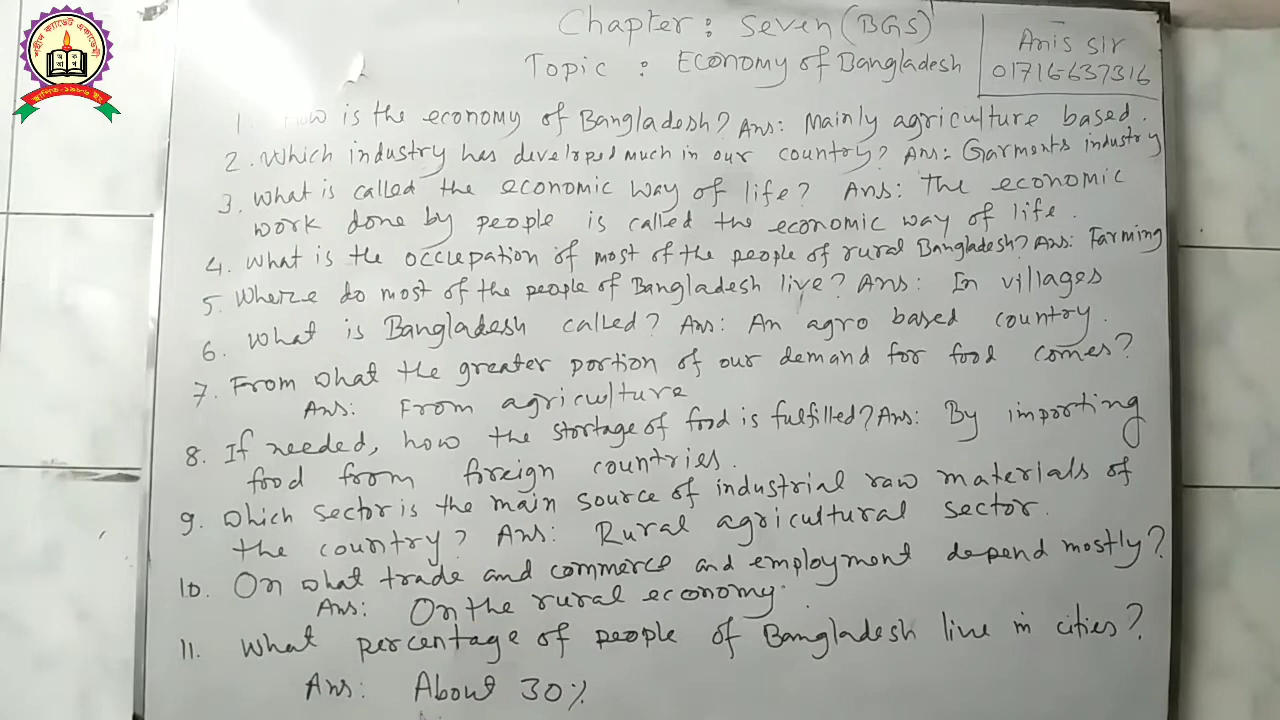 শহীদ ক্যাডেট একাডেমী
স্থাপিত-১৯৮৬ ইং
Chapter: Seven (BGS)
Topic : Economy of Bangladesh
Anis sir
01716-637316
1. How is the economy of Bangladesh? Ans: Mainly agriculture based.
2. Which industry has developed much in our country? Ans: Garments industry
3. What is called the economic way of life? Ans: The economic
work done by people is called the economic way of life.
4. What is the occupation of most of the people of rural Bangladesh? Ans: Farming
5. Where do most of the people of Bangladesh live? Ans: In villages
6. What is Bangladesh called? Ans: An agro based country.
7. From what the greater portion of our demand for food comes?
Ans: From agriculture
8. If needed, how the stortage of food is fulfilled? Ans: By importing
food from foreign countries.
9. Which sector is the main source of industrial raw materials of
the country? Ans: Rural agricultural sector.
10. On what trade and commerce and employment depend mostly?
Ans: On the rural economy.
11. What percentage of people of Bangladesh live in cities?
Ans: About 30%